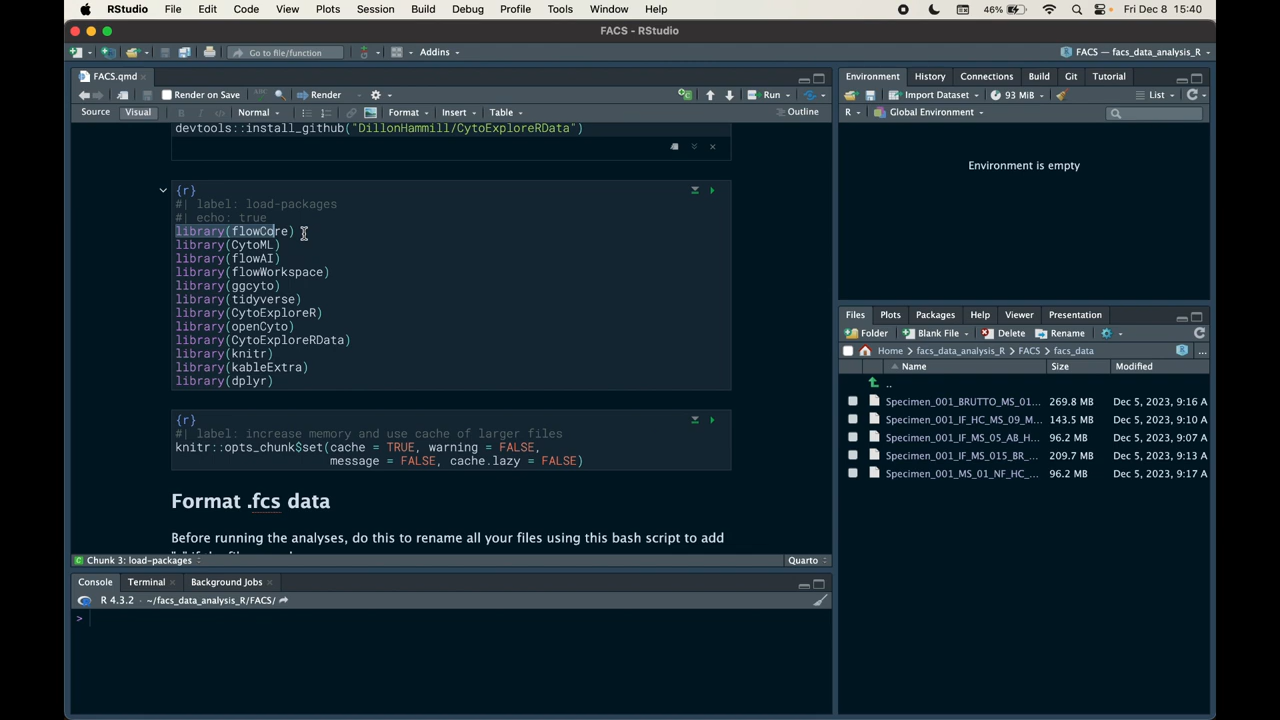 RStudio File Edit Code View Plots Session Build Debug Profile Tools Window Help 46% Fri Dec 8 15:40
FACS - RStudio
Go to file/function Addins FACS — facs_data_analysis_R
FACS.qmd
Render on Save ABC Render Run
Source Visual B I Normal Format Insert Table Outline
devtools::install_github("DillonHammill/CytoExploreRData")
{r}
#| label: load-packages
#| echo: true
library(flowCore)
library(CytoML)
library(flowAI)
library(flowWorkspace)
library(ggcyto)
library(tidyverse)
library(CytoExploreR)
library(openCyto)
library(CytoExploreRData)
library(knitr)
library(kableExtra)
library(dplyr)
{r}
#| label: increase memory and use cache of larger files
knitr::opts_chunk$set(cache = TRUE, warning = FALSE,
message = FALSE, cache.lazy = FALSE)
Format .fcs data
Before running the analyses, do this to rename all your files using this bash script to add
Chunk 3: load-packages Quarto
Console Terminal Background Jobs
R 4.3.2 · ~/facs_data_analysis_R/FACS/
>
Environment History Connections Build Git Tutorial
Import Dataset 93 MiB List
R Global Environment
Environment is empty
Files Plots Packages Help Viewer Presentation
Folder Blank File Delete Rename
Home > facs_data_analysis_R > FACS > facs_data ...
Name Size Modified
..
Specimen_001_BRUTTO_MS_01... 269.8 MB Dec 5, 2023, 9:16 A
Specimen_001_IF_HC_MS_09_M... 143.5 MB Dec 5, 2023, 9:10 A
Specimen_001_IF_MS_05_AB_H... 96.2 MB Dec 5, 2023, 9:07 A
Specimen_001_IF_MS_015_BR_... 209.7 MB Dec 5, 2023, 9:13 A
Specimen_001_MS_01_NF_HC_... 96.2 MB Dec 5, 2023, 9:17 A